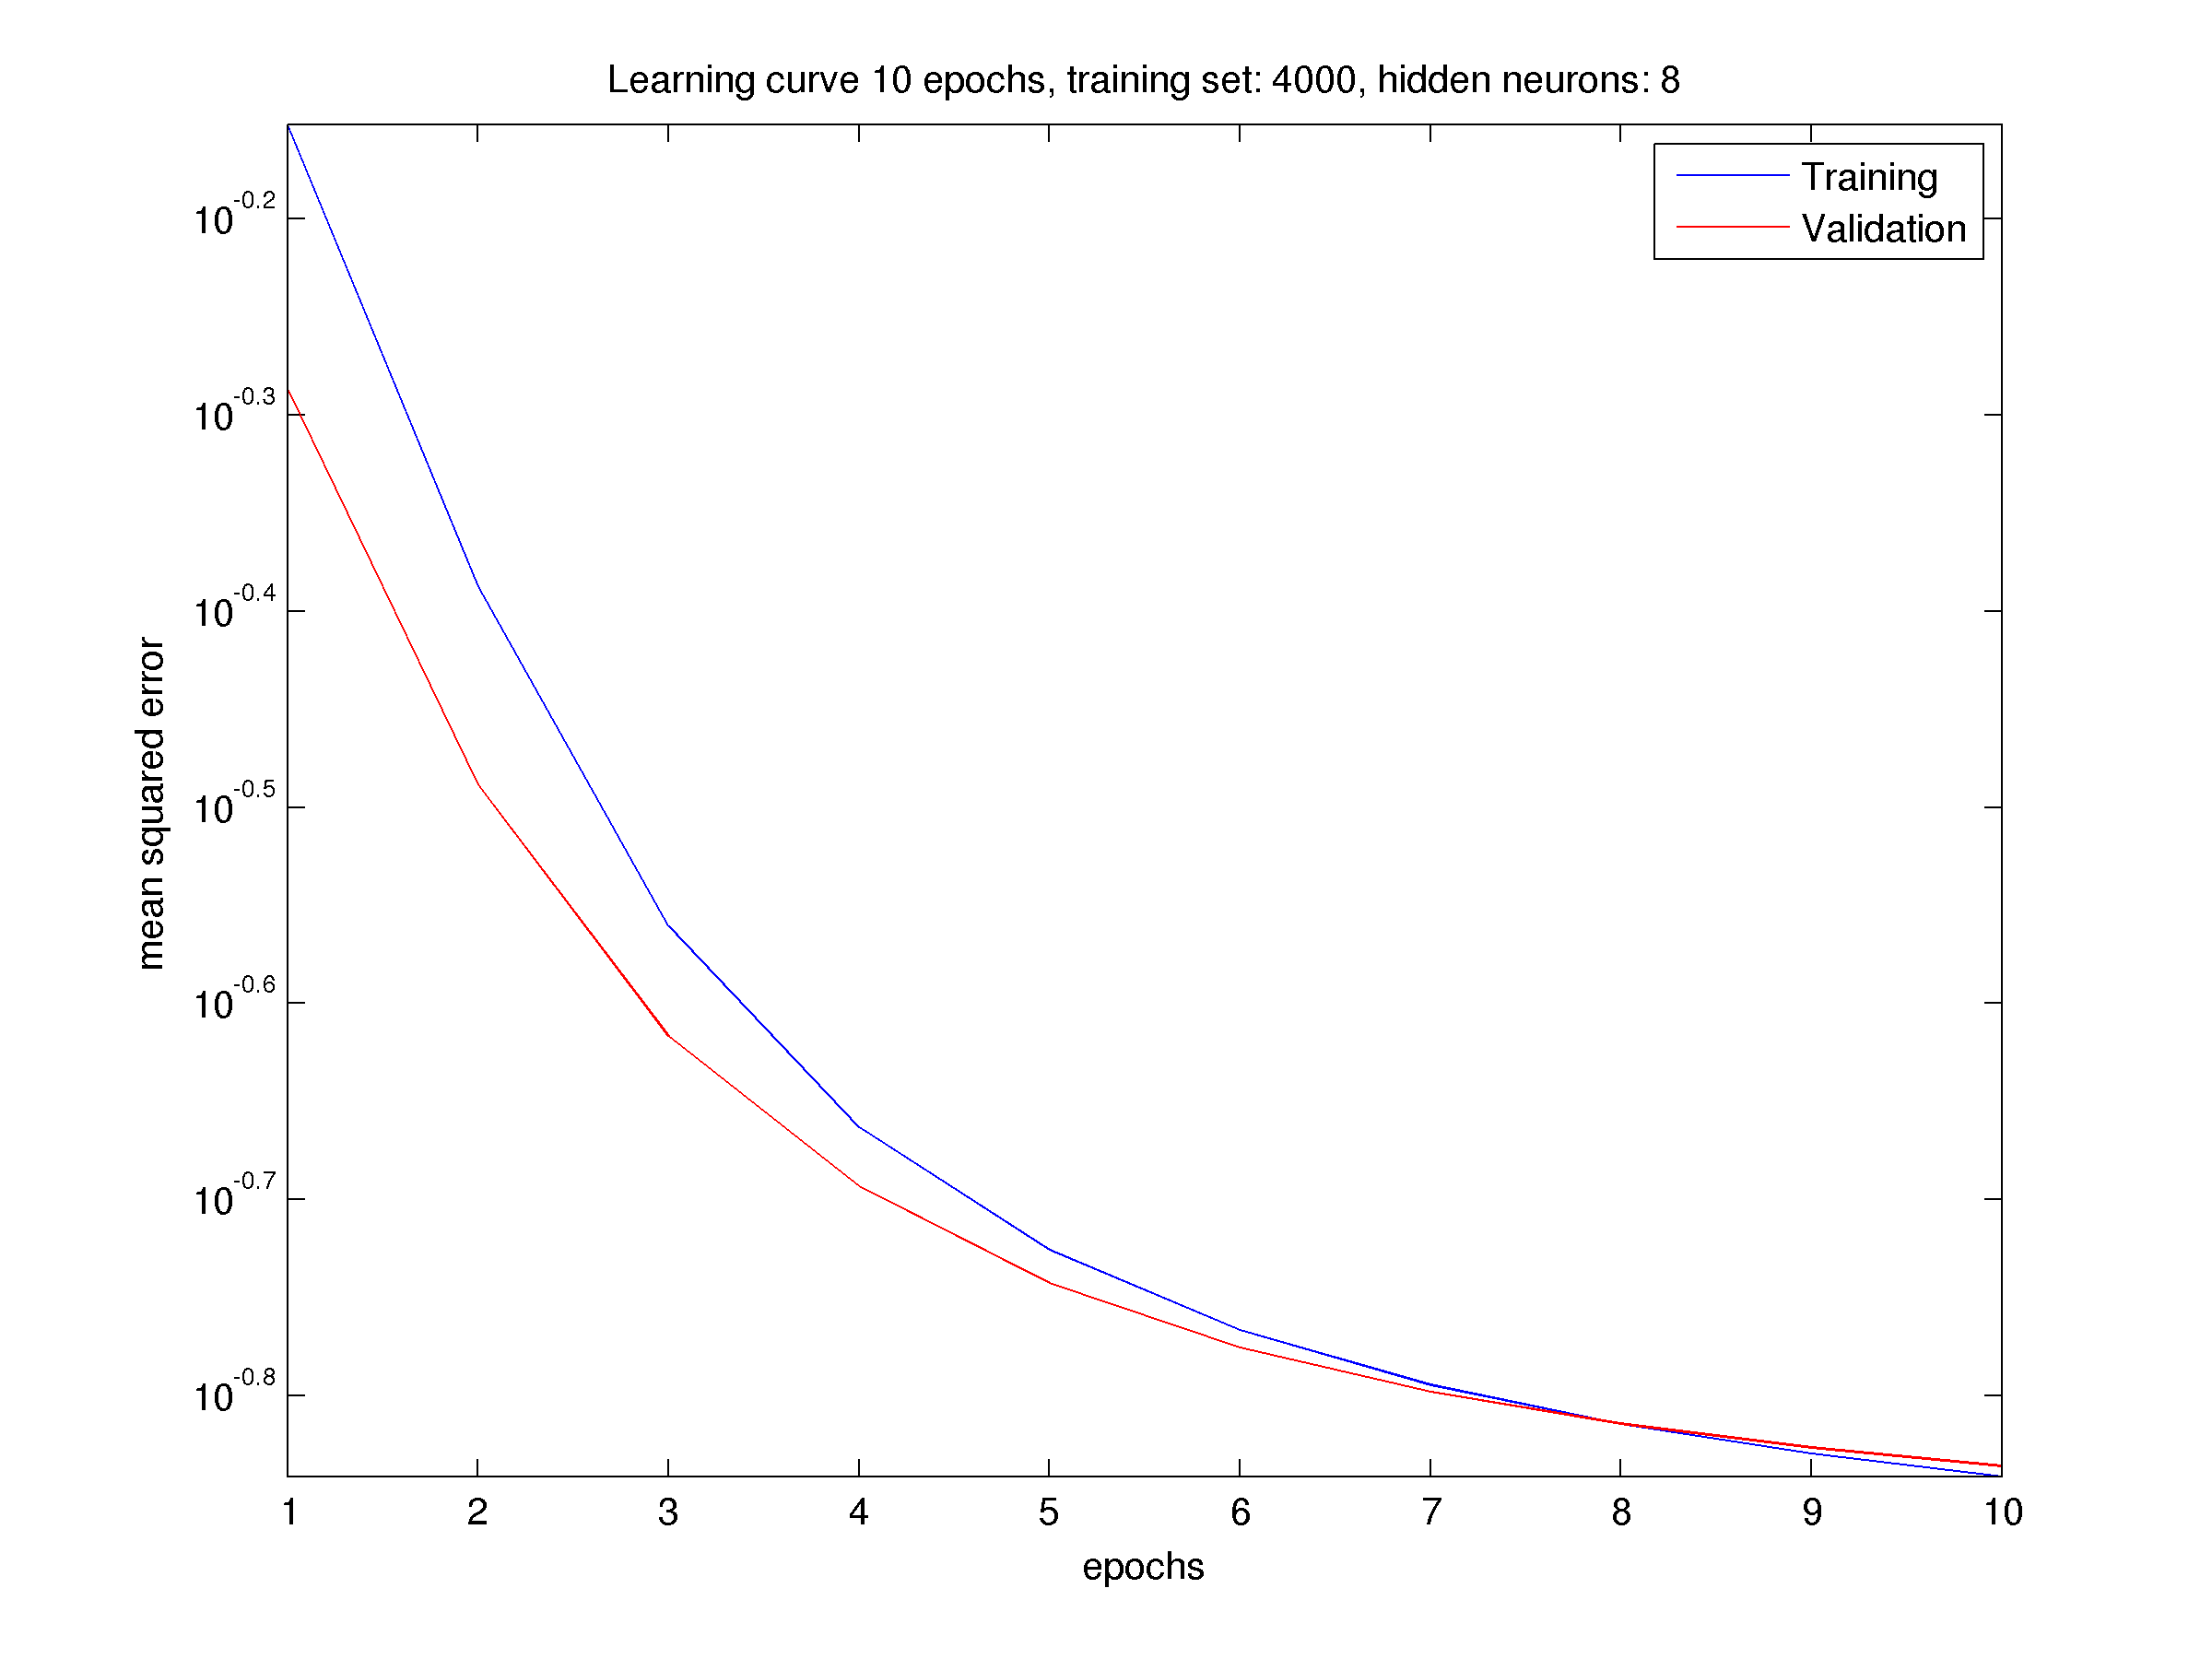 Learning curve 10 epochs, training set: 4000, hidden neurons: 8
Training
Validation
10^-0.2
10^-0.3
10^-0.4
10^-0.5
10^-0.6
10^-0.7
10^-0.8
mean squared error
1 2 3 4 5 6 7 8 9 10
epochs